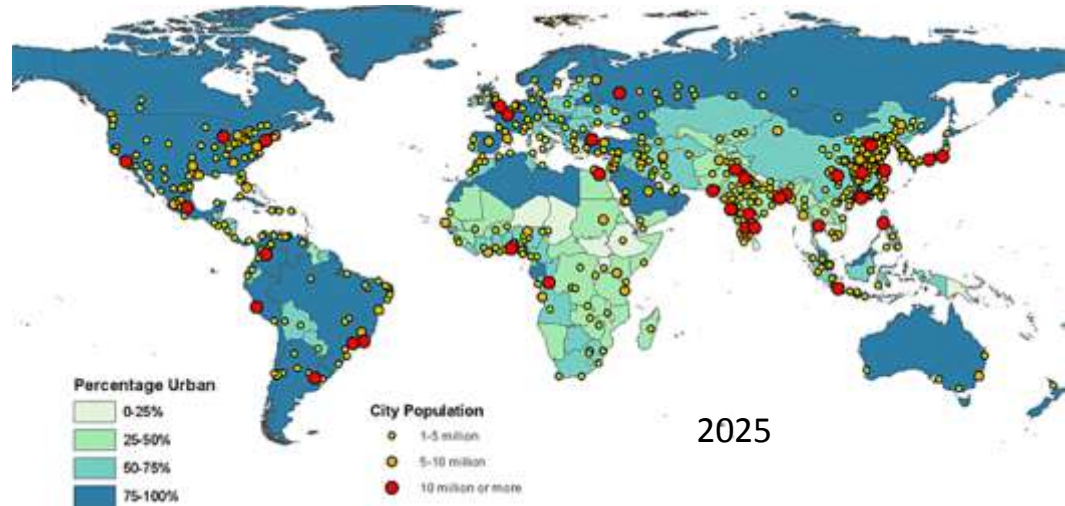 Percentage Urban
0-25%
25-50%
50-75%
75-100%
City Population
1-5 million
5-10 million
10 million or more
2025